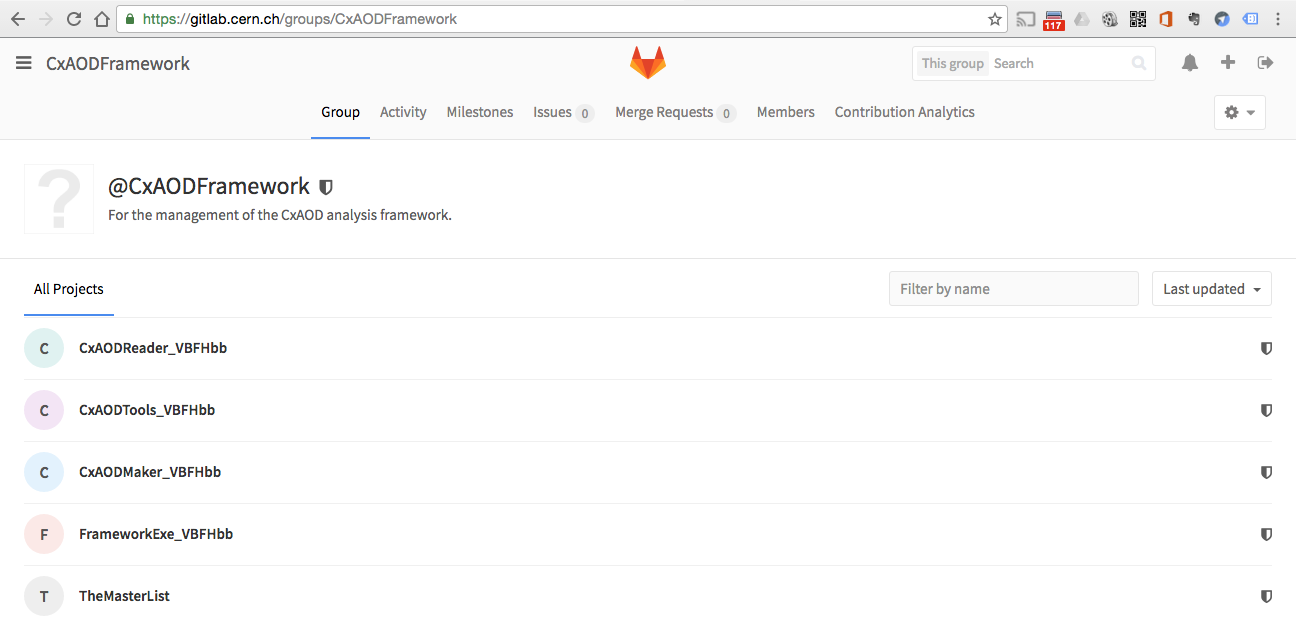 https://gitlab.cern.ch/groups/CxAODFramework
117
CxAODFramework
This group Search
Group Activity Milestones Issues 0 Merge Requests 0 Members Contribution Analytics
?
@CxAODFramework
For the management of the CxAOD analysis framework.
All Projects Filter by name Last updated
C CxAODReader_VBFHbb
C CxAODTools_VBFHbb
C CxAODMaker_VBFHbb
F FrameworkExe_VBFHbb
T TheMasterList